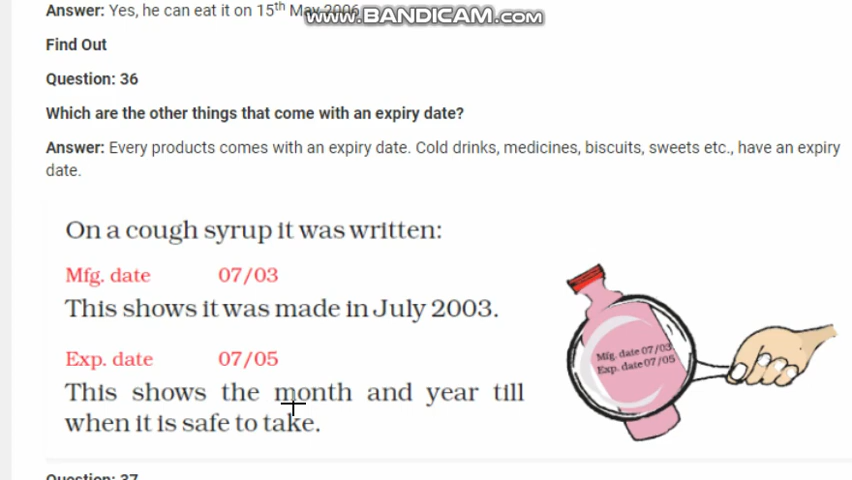 Answer: Yes, he can eat it on 15th May 2006
www.BANDICAM.com
Find Out
Question: 36
Which are the other things that come with an expiry date?
Answer: Every products comes with an expiry date. Cold drinks, medicines, biscuits, sweets etc., have an expiry
date.
On a cough syrup it was written:
Mfg. date 07/03
This shows it was made in July 2003.
Exp. date 07/05
This shows the month and year till
when it is safe to take.
Mfg. date 07/03
Exp. date 07/05
Question: 37